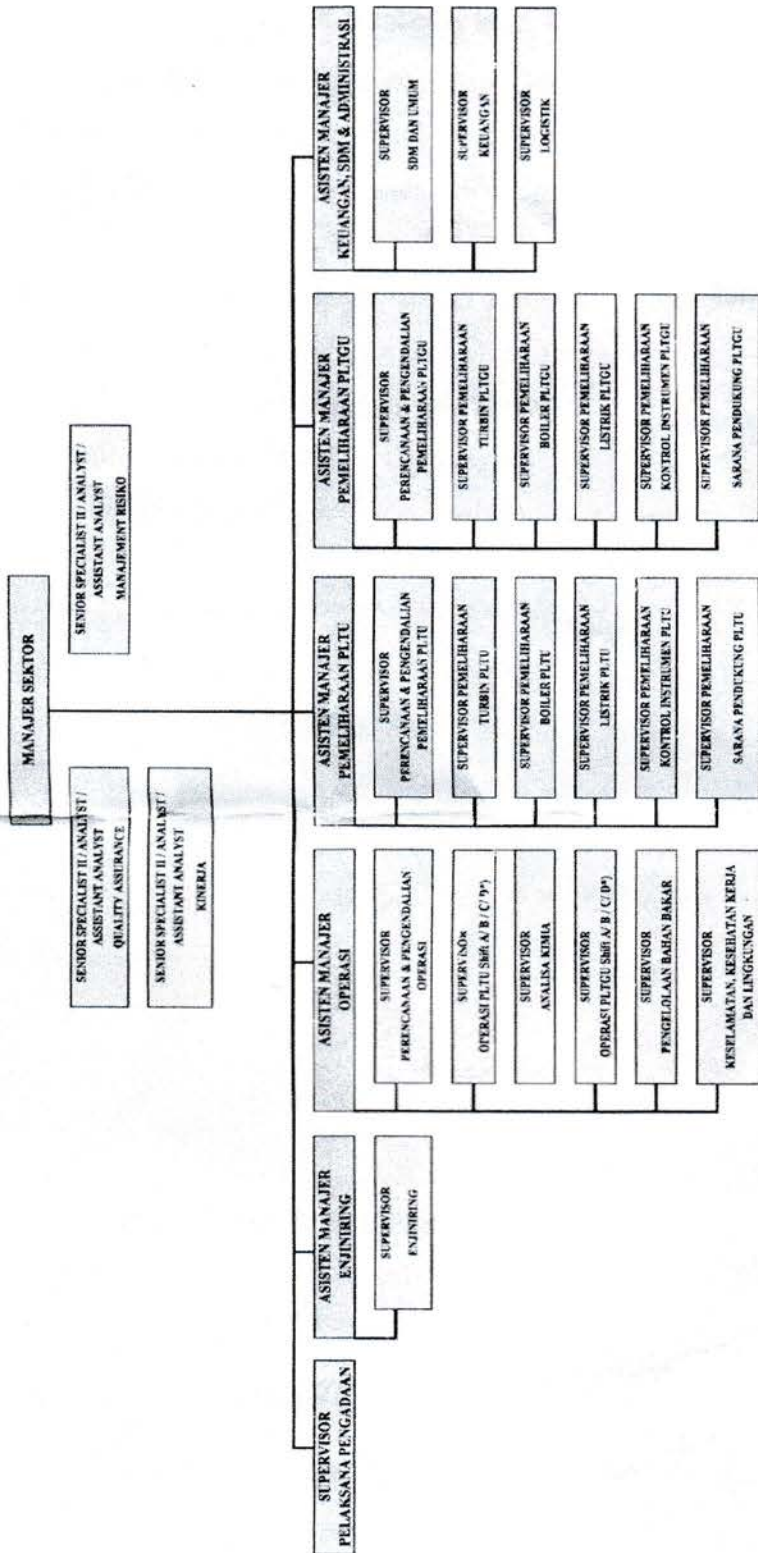 MANAJER SEKTOR
SENIOR SPECIALIST II / ANALYST /
ASSISTANT ANALYST
QUALITY ASSURANCE
SENIOR SPECIALIST II / ANALYST /
ASSISTANT ANALYST
KINERJA
SENIOR SPECIALIST II / ANALYST /
ASSISTANT ANALYST
MANAJEMENT RISIKO
SUPERVISOR
PELAKSANA PENGADAAN
ASISTEN MANAJER
ENJINIRING
SUPERVISOR
ENJINIRING
ASISTEN MANAJER
OPERASI
SUPERVISOR
PERENCANAAN & PENGENDALIAN
OPERASI
SUPERVISOR
OPERASI PLTU Shift A/ B / C/ D*)
SUPERVISOR
ANALISA KIMIA
SUPERVISOR
OPERASI PLTGU Shift A/ B / C/ D*)
SUPERVISOR
PENGELOLAAN BAHAN BAKAR
SUPERVISOR
KESELAMATAN, KESEHATAN KERJA
DAN LINGKUNGAN
ASISTEN MANAJER
PEMELIHARAAN PLTU
SUPERVISOR
PERENCANAAN & PENGENDALIAN
PEMELIHARAAN PLTU
SUPERVISOR PEMELIHARAAN
TURBIN PLTU
SUPERVISOR PEMELIHARAAN
BOILER PLTU
SUPERVISOR PEMELIHARAAN
LISTRIK PLTU
SUPERVISOR PEMELIHARAAN
KONTROL INSTRUMEN PLTU
SUPERVISOR PEMELIHARAAN
SARANA PENDUKUNG PLTU
ASISTEN MANAJER
PEMELIHARAAN PLTGU
SUPERVISOR
PERENCANAAN & PENGENDALIAN
PEMELIHARAAN PLTGU
SUPERVISOR PEMELIHARAAN
TURBIN PLTGU
SUPERVISOR PEMELIHARAAN
BOILER PLTGU
SUPERVISOR PEMELIHARAAN
LISTRIK PLTGU
SUPERVISOR PEMELIHARAAN
KONTROL INSTRUMEN PLTGU
SUPERVISOR PEMELIHARAAN
SARANA PENDUKUNG PLTGU
ASISTEN MANAJER
KEUANGAN, SDM & ADMINISTRASI
SUPERVISOR
SDM DAN UMUM
SUPERVISOR
KEUANGAN
SUPERVISOR
LOGISTIK